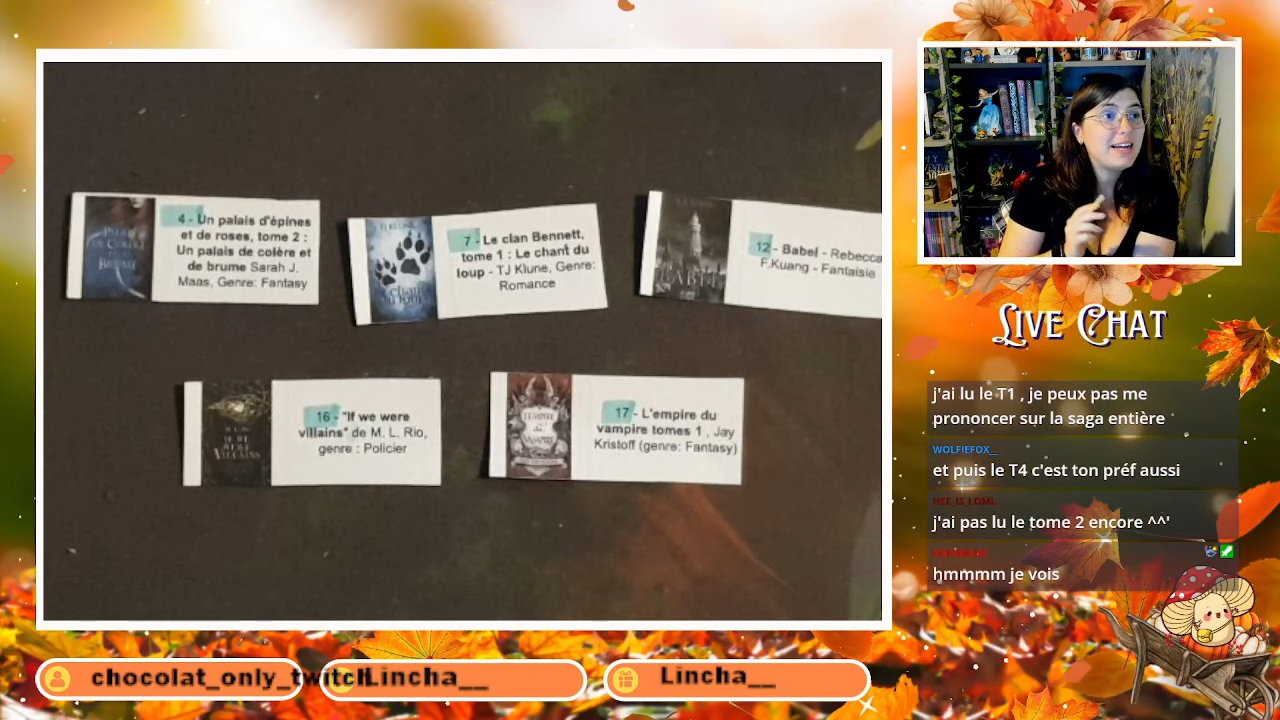 4 - Un palais d'épines
et de roses, tome 2 :
Un palais de colère et
de brume Sarah J.
Maas, Genre: Fantasy
7 - Le clan Bennett,
tome 1 : Le chant du
loup - TJ Klune, Genre:
Romance
12 - Babel - Rebecca
F.Kuang - Fantaisie
16 - "If we were
villains" de M. L. Rio,
genre : Policier
17 - L'empire du
vampire tomes 1 , Jay
Kristoff (genre: Fantasy)
LIVE CHAT
j'ai lu le T1 , je peux pas me
prononcer sur la saga entière
WOLFIEFOX__
et puis le T4 c'est ton préf aussi
HEE_IS_LOML
j'ai pas lu le tome 2 encore ^^'
hmmmm je vois
chocolat_only_twitch
Lincha__
Lincha__